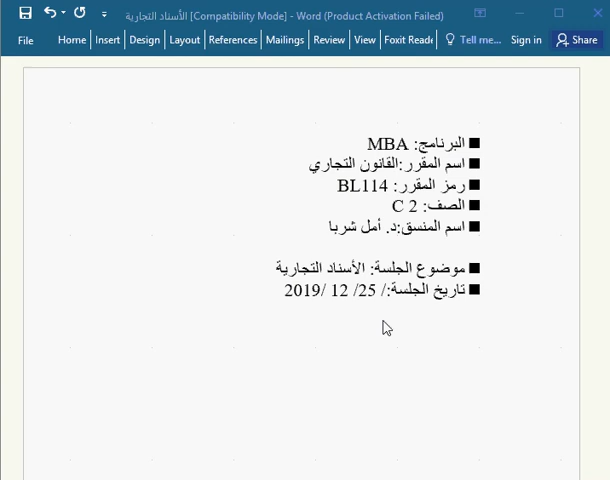 الأسناد التجارية [Compatibility Mode] - Word (Product Activation Failed)
File Home Insert Design Layout References Mailings Review View Foxit Reade Tell me... Sign in Share
■ البرنامج: MBA
■ اسم المقرر:القانون التجاري
■ رمز المقرر: BL114
■ الصف: C 2
■ اسم المنسق:د. أمل شربا
■ موضوع الجلسة: الأسناد التجارية
■ تاريخ الجلسة:/ 25/ 12 /2019